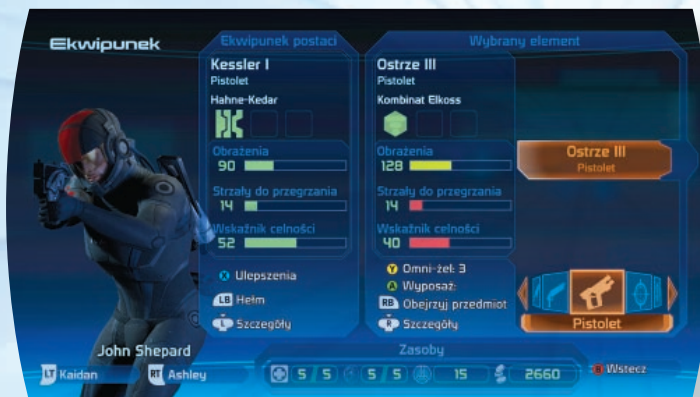 Ekwipunek
Ekwipunek postaci
Kessler I
Pistolet
Hahne-Kedar
Obrażenia
90
Strzały do przegrzania
14
Wskaźnik celności
52
X Ulepszenia
LB Hełm
L Szczegóły
Wybrany element
Ostrze III
Pistolet
Kombinat Elkoss
Obrażenia
128
Strzały do przegrzania
14
Wskaźnik celności
40
Y Omni-żel: 3
A Wyposaż:
RB Obejrzyj przedmiot
R Szczegóły
Ostrze III
Pistolet
Pistolet
John Shepard
LT Kaidan
RT Ashley
Zasoby
5/5 5/5 15 2660
B Wstecz